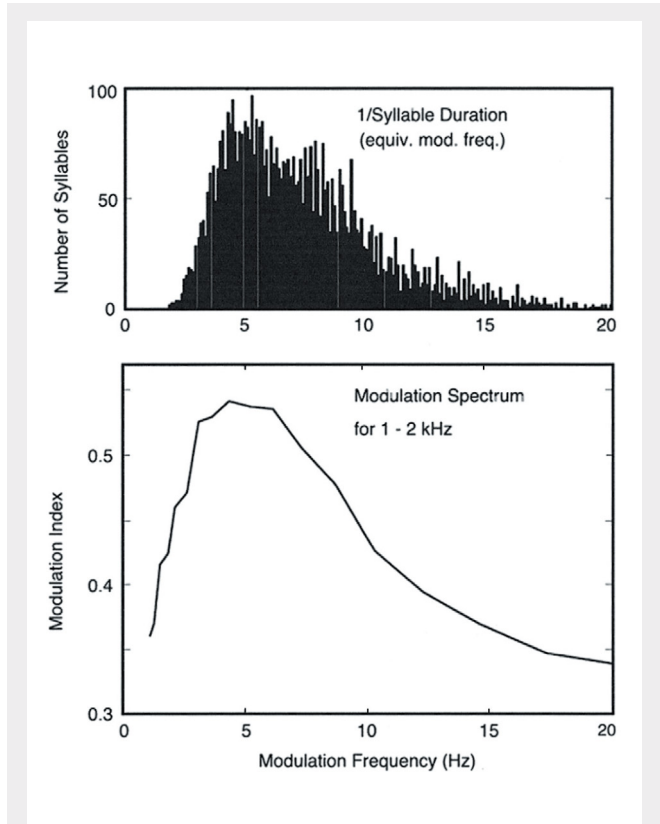 100
1/Syllable Duration
(equiv. mod. freq.)
Number of Syllables
50
0
0 5 10 15 20
Modulation Spectrum
for 1 - 2 kHz
0.5
Modulation Index
0.4
0.3
0 5 10 15 20
Modulation Frequency (Hz)